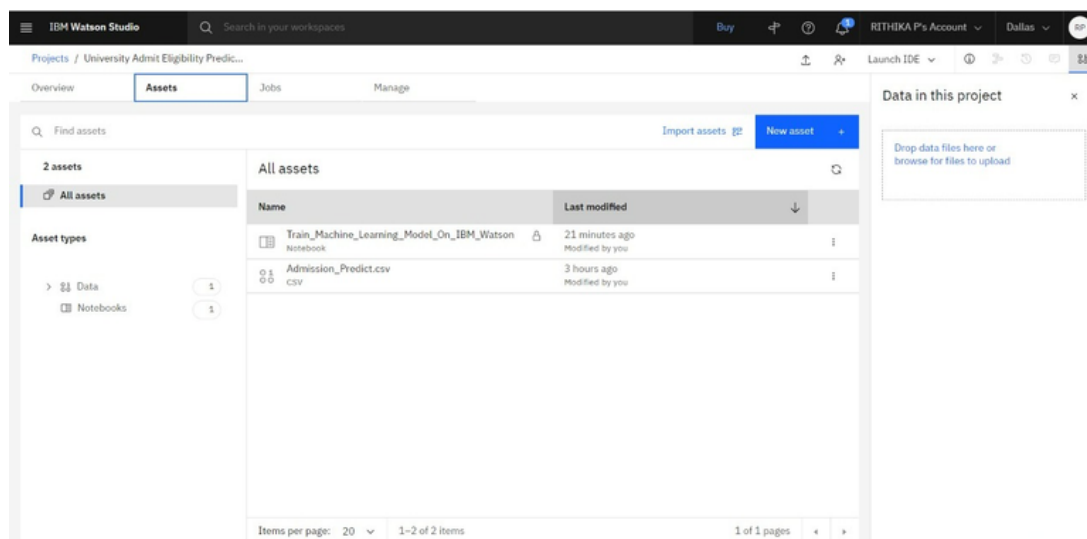 IBM Watson Studio
Search in your workspaces
Buy
RITHIKA P's Account
Dallas
RP
Projects / University Admit Eligibility Predic...
Launch IDE
Overview
Assets
Jobs
Manage
Data in this project
Find assets
Import assets
New asset +
Drop data files here or
browse for files to upload
2 assets
All assets
All assets
Name
Last modified
Asset types
Train_Machine_Learning_Model_On_IBM_Watson
Notebook
21 minutes ago
Modified by you
Admission_Predict.csv
CSV
3 hours ago
Modified by you
Data
1
Notebooks
1
Items per page: 20
1–2 of 2 items
1 of 1 pages